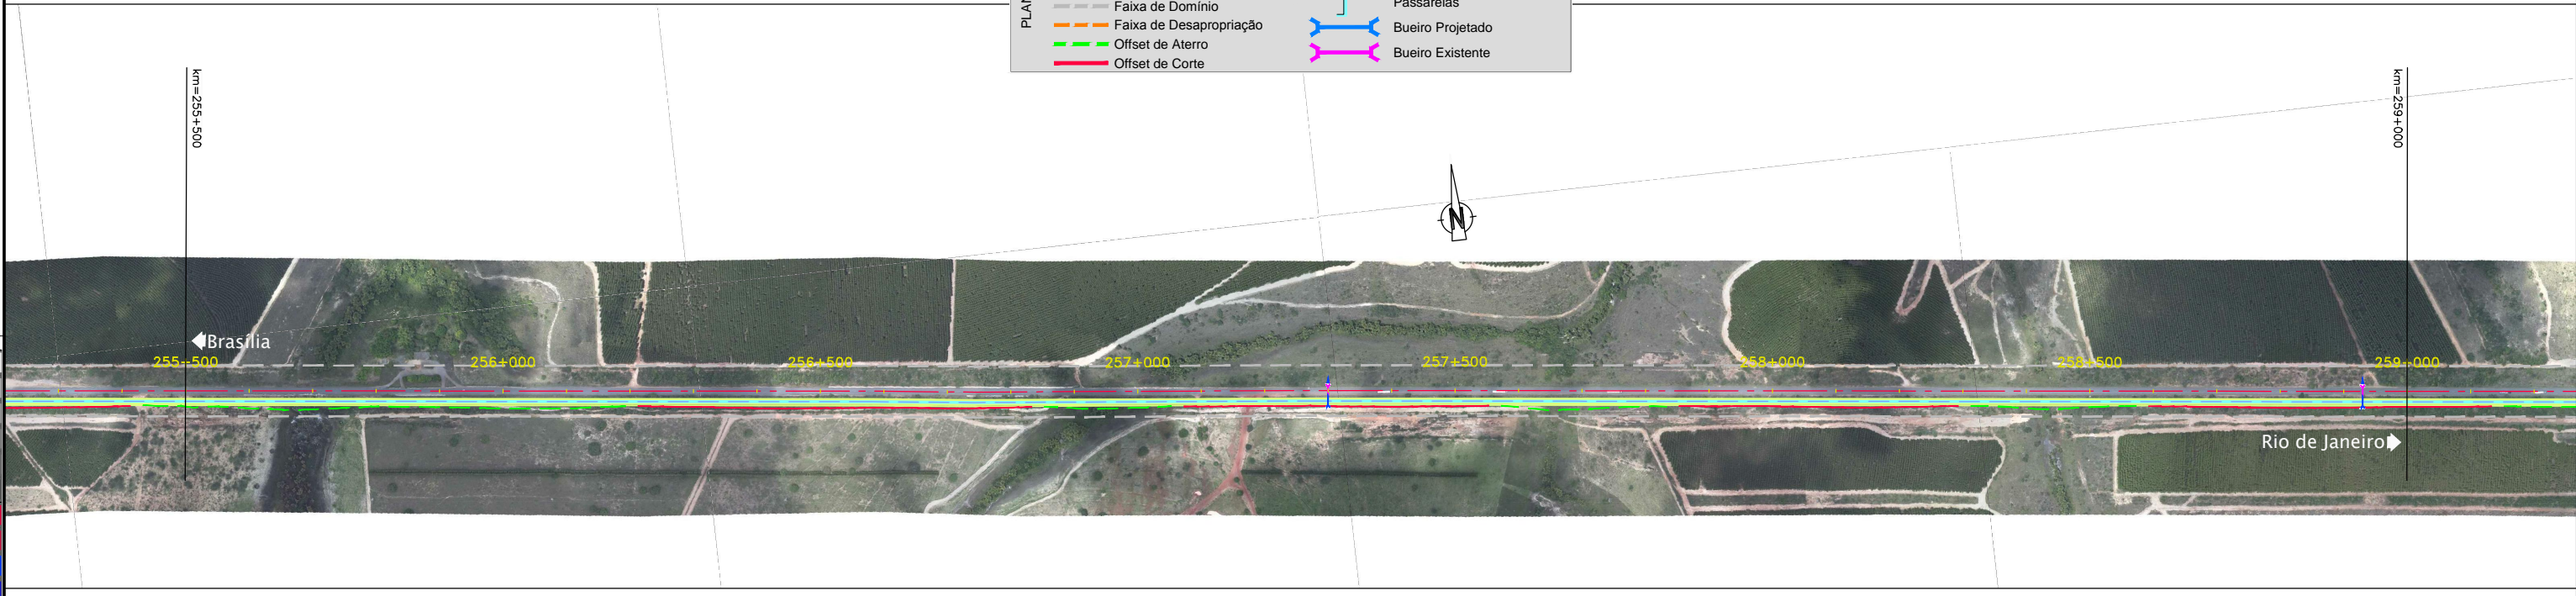 PLAN
Faixa de Domínio
Faixa de Desapropriação
Offset de Aterro
Offset de Corte
Passarelas
Bueiro Projetado
Bueiro Existente
km=255+500
km=259+000
N
Brasília
255+500
256+000
256+500
257+000
257+500
258+000
258+500
259+000
Rio de Janeiro